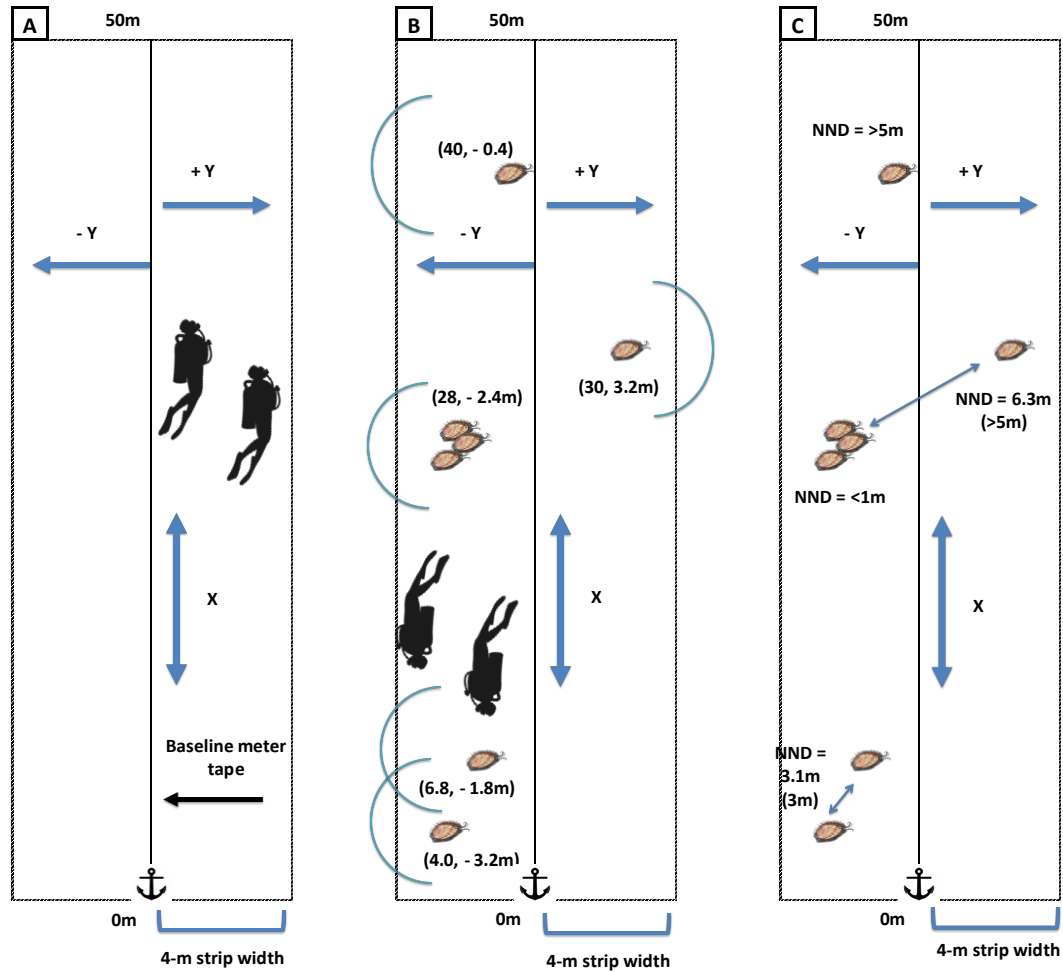 A
50m
+ Y
- Y
X
Baseline meter
tape
0m
4-m strip width
B
50m
(40, - 0.4)
+ Y
- Y
(30, 3.2m)
(28, - 2.4m)
X
(6.8, - 1.8m)
(4.0, - 3.2m)
0m
4-m strip width
C
50m
NND = >5m
+ Y
- Y
NND = 6.3m
(>5m)
NND = <1m
X
NND =
3.1m
(3m)
0m
4-m strip width